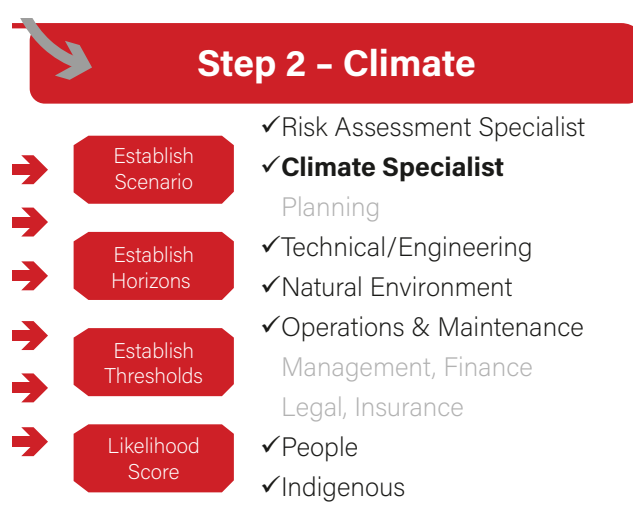 Step 2 – Climate
Establish
Scenario
Establish
Horizons
Establish
Thresholds
Likelihood
Score
✓Risk Assessment Specialist
✓Climate Specialist
Planning
✓Technical/Engineering
✓Natural Environment
✓Operations & Maintenance
Management, Finance
Legal, Insurance
✓People
✓Indigenous